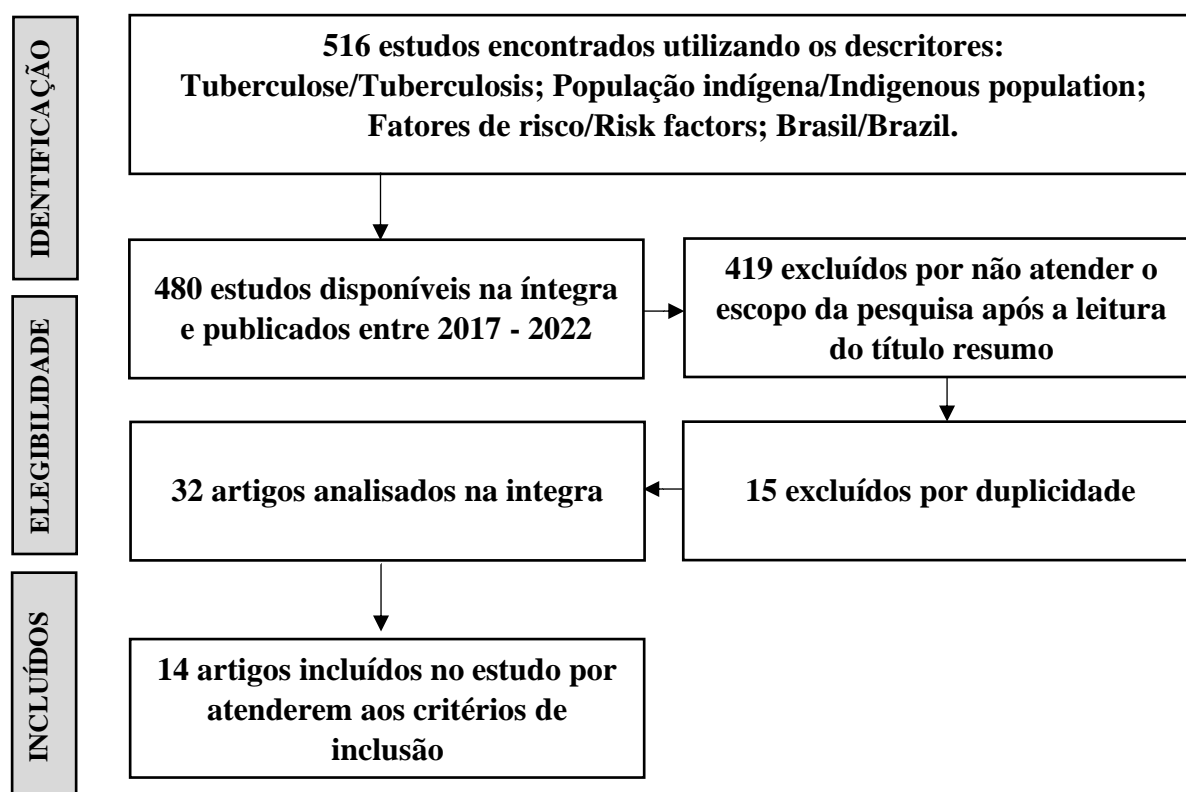 IDENTIFICAÇÃO
516 estudos encontrados utilizando os descritores:
Tuberculose/Tuberculosis; População indígena/Indigenous population;
Fatores de risco/Risk factors; Brasil/Brazil.
480 estudos disponíveis na íntegra
e publicados entre 2017 - 2022
419 excluídos por não atender o
escopo da pesquisa após a leitura
do título resumo
ELEGIBILIDADE
32 artigos analisados na integra
15 excluídos por duplicidade
INCLUÍDOS
14 artigos incluídos no estudo por
atenderem aos critérios de
inclusão